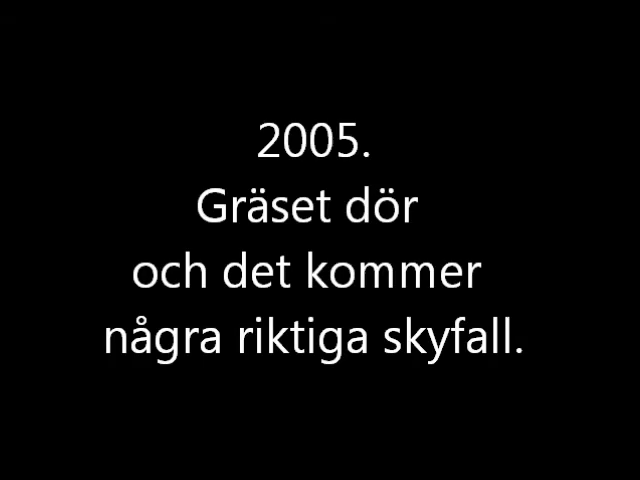 2005.
Gräset dör
och det kommer
några riktiga skyfall.